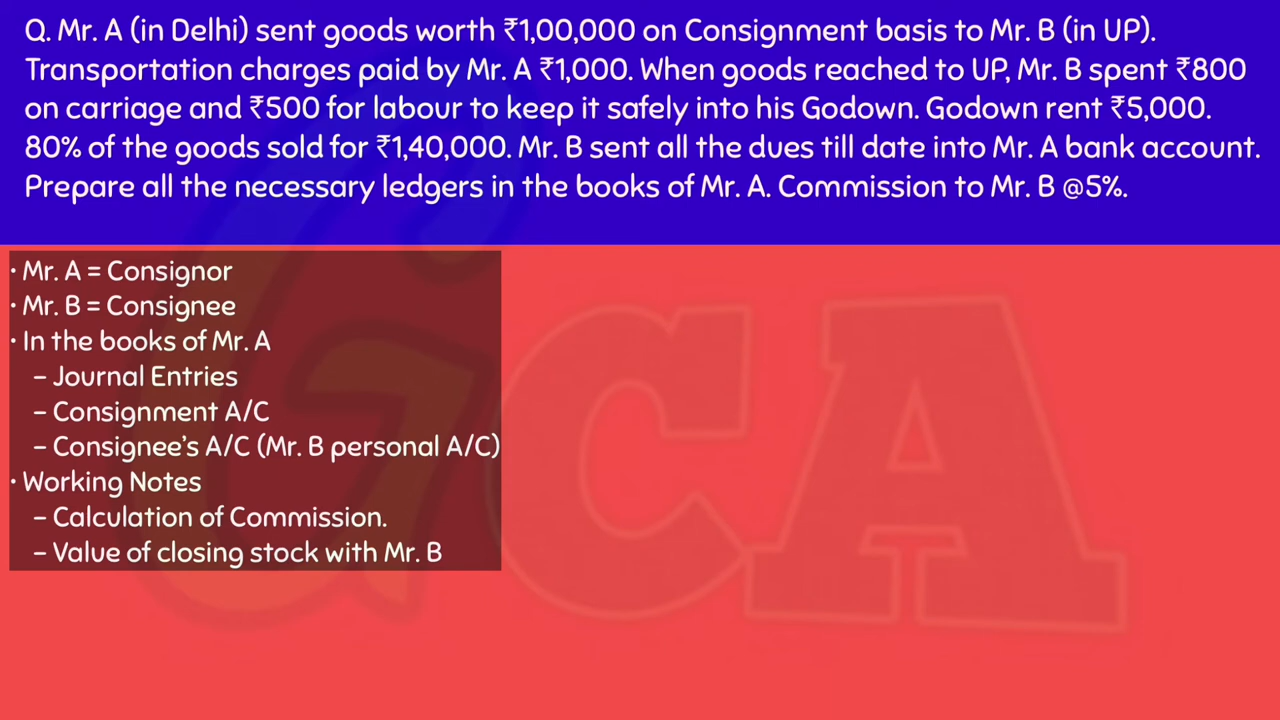 Q. Mr. A (in Delhi) sent goods worth ₹1,00,000 on Consignment basis to Mr. B (in UP).
Transportation charges paid by Mr. A ₹1,000. When goods reached to UP, Mr. B spent ₹800
on carriage and ₹500 for labour to keep it safely into his Godown. Godown rent ₹5,000.
80% of the goods sold for ₹1,40,000. Mr. B sent all the dues till date into Mr. A bank account.
Prepare all the necessary ledgers in the books of Mr. A. Commission to Mr. B @5%.
• Mr. A = Consignor
• Mr. B = Consignee
• In the books of Mr. A
– Journal Entries
– Consignment A/C
– Consignee's A/C (Mr. B personal A/C)
• Working Notes
– Calculation of Commission.
– Value of closing stock with Mr. B
GCA